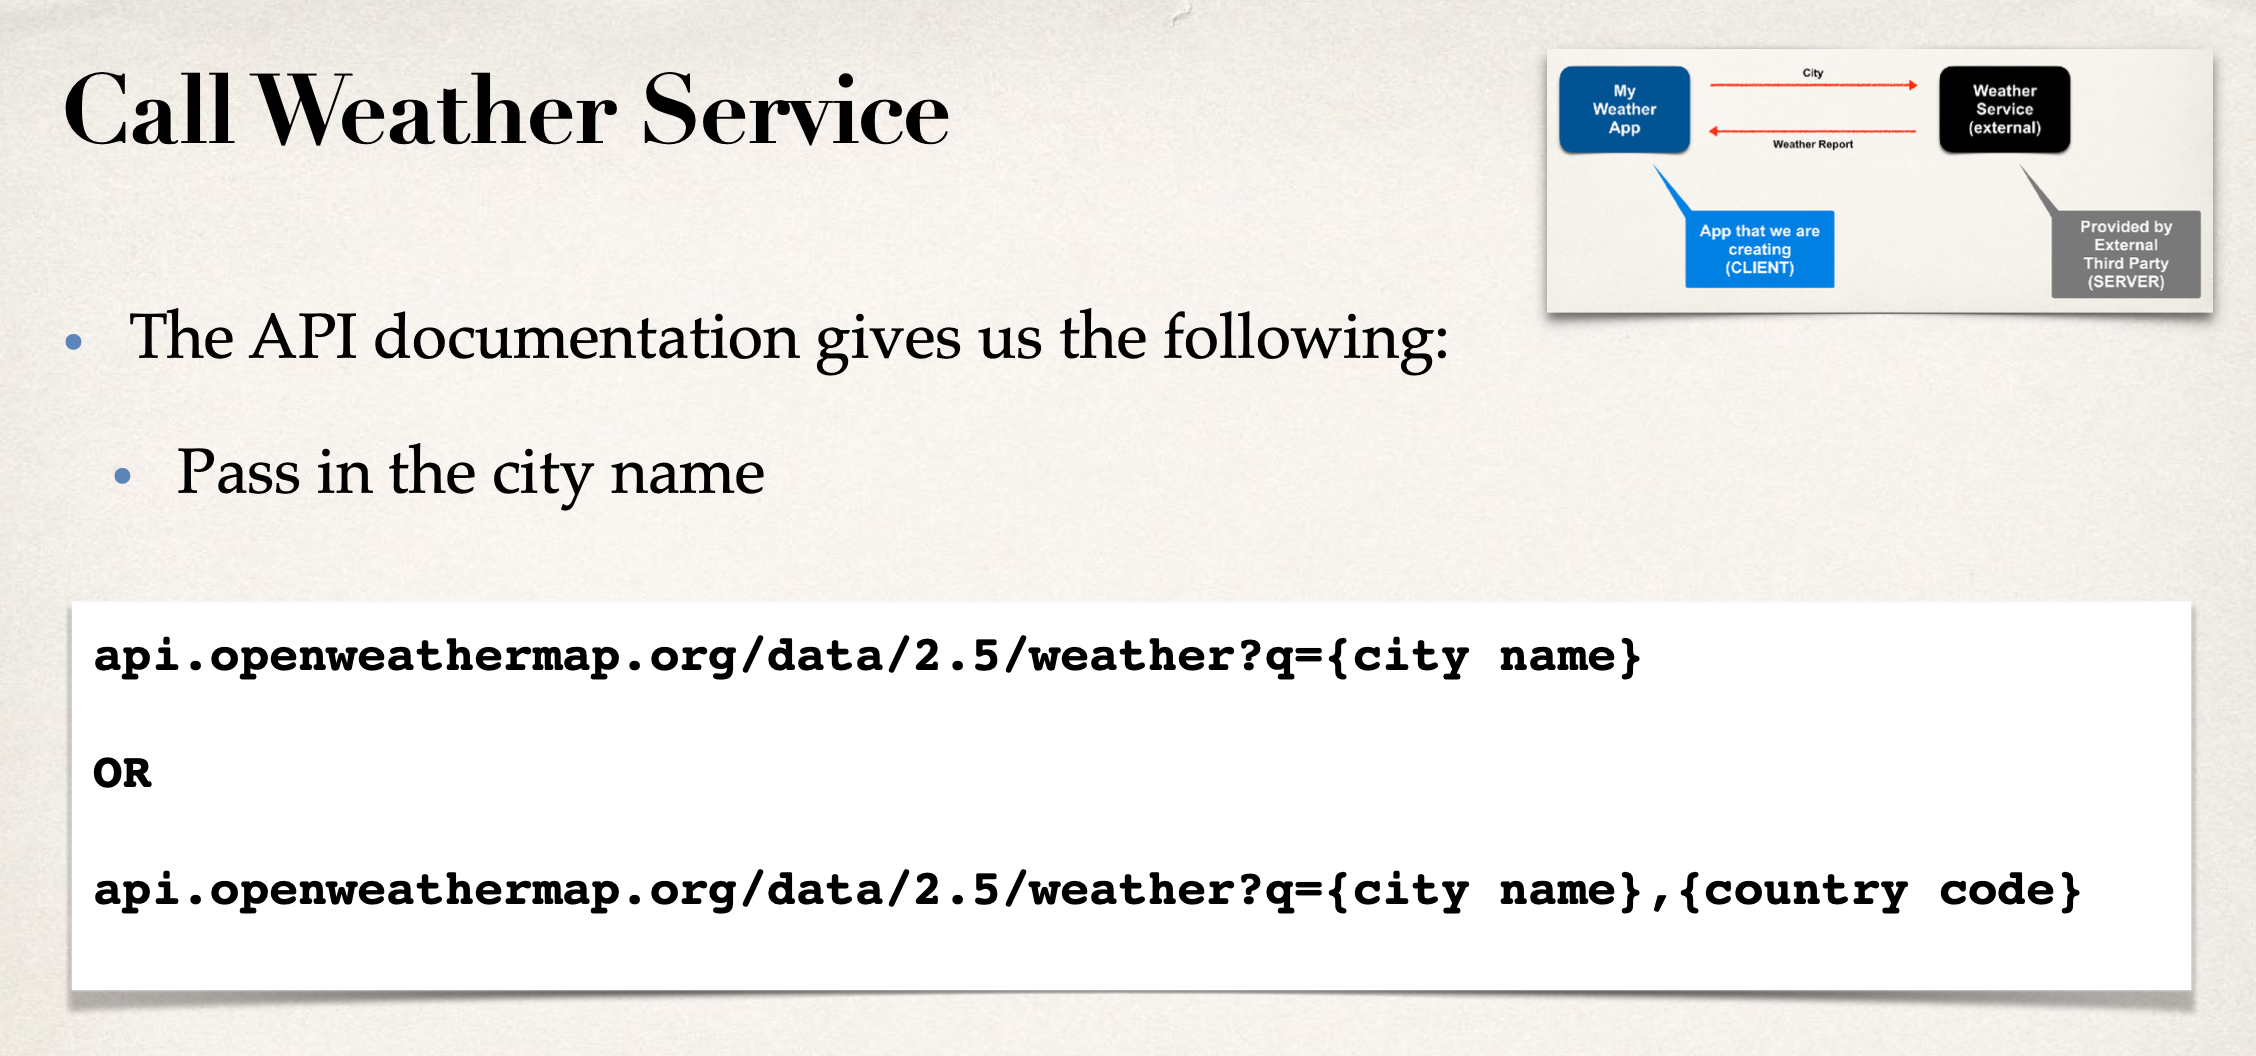 Call Weather Service
City
My
Weather
App
Weather
Service
(external)
Weather Report
App that we are
creating
(CLIENT)
Provided by
External
Third Party
(SERVER)
• The API documentation gives us the following:
• Pass in the city name
api.openweathermap.org/data/2.5/weather?q={city name}
OR
api.openweathermap.org/data/2.5/weather?q={city name},{country code}